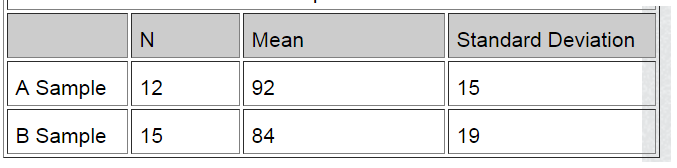 N Mean Standard Deviation
A Sample 12 92 15
B Sample 15 84 19